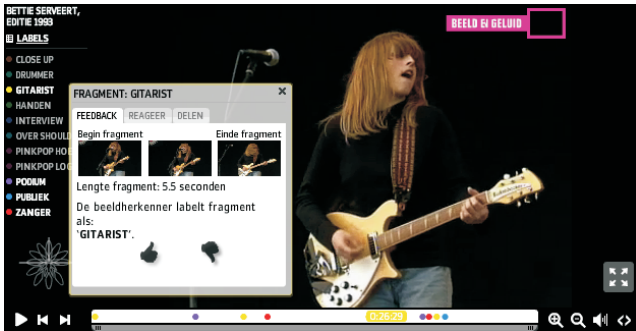 BETTIE SERVEERT,
EDITIE 1993
LABELS
CLOSE UP
DRUMMER
GITARIST
HANDEN
INTERVIEW
OVER SHOUL
PINKPOP HO
PINKPOP LOG
PODIUM
PUBLIEK
ZANGER
BEELD & GELUID
FRAGMENT: GITARIST
FEEDBACK REAGEER DELEN
Begin fragment Einde fragment
Lengte fragment: 5.5 seconden
De beeldherkenner labelt fragment
als:
'GITARIST'.
0:26:29